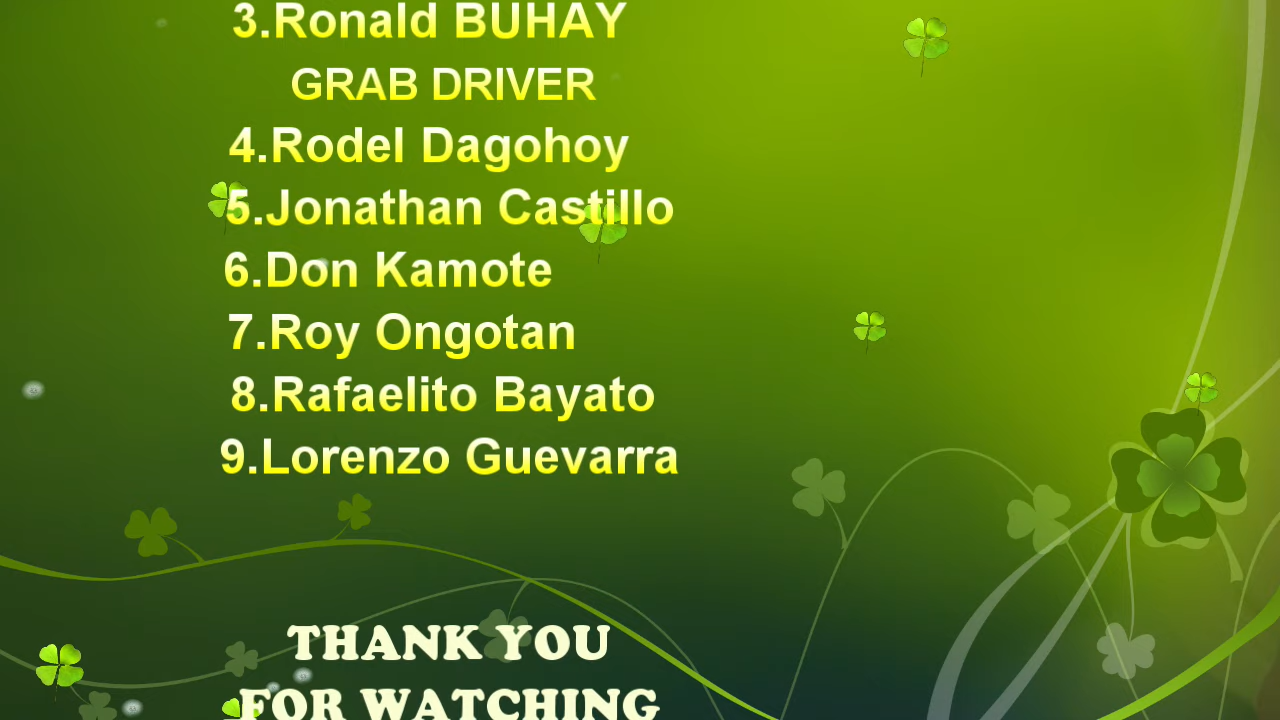 3.Ronald BUHAY
GRAB DRIVER
4.Rodel Dagohoy
5.Jonathan Castillo
6.Don Kamote
7.Roy Ongotan
8.Rafaelito Bayato
9.Lorenzo Guevarra
THANK YOU
FOR WATCHING